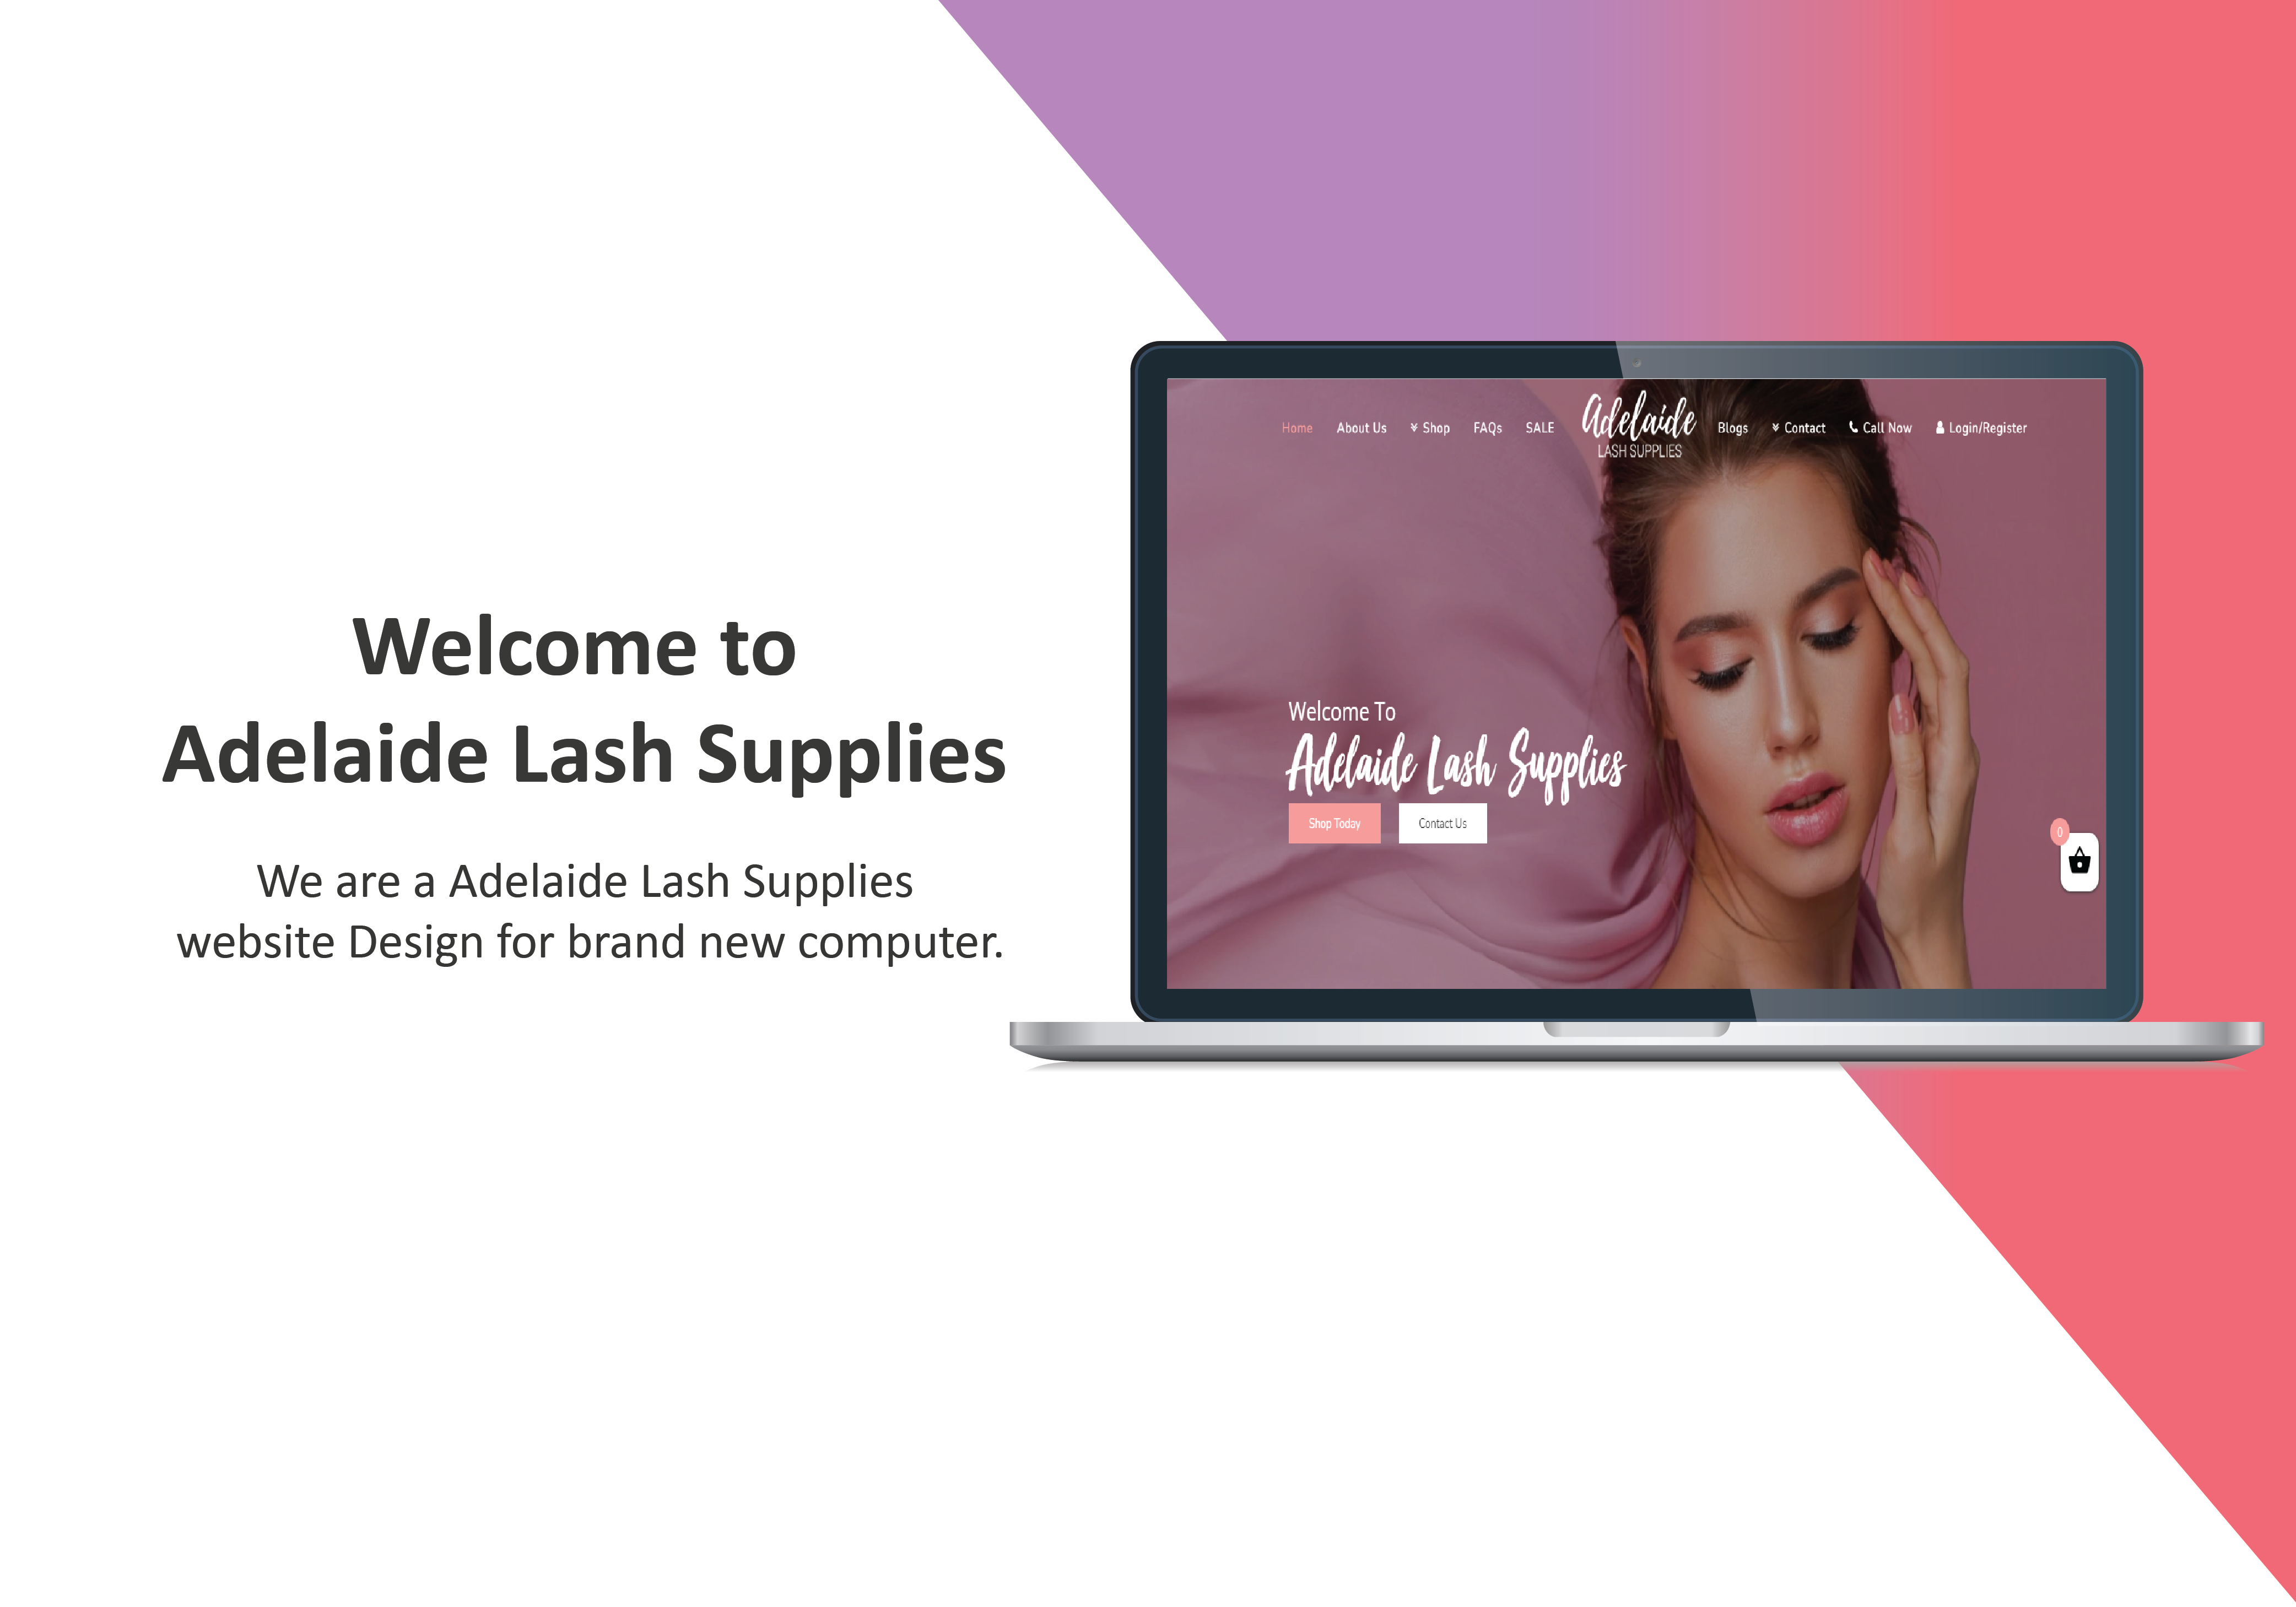 Welcome to
Adelaide Lash Supplies
We are a Adelaide Lash Supplies
website Design for brand new computer.
Home About Us Shop FAQs SALE Adelaide Blogs Contact Call Now Login/Register
LASH SUPPLIES
Welcome To
Adelaide Lash Supplies
Shop Today Contact Us
0